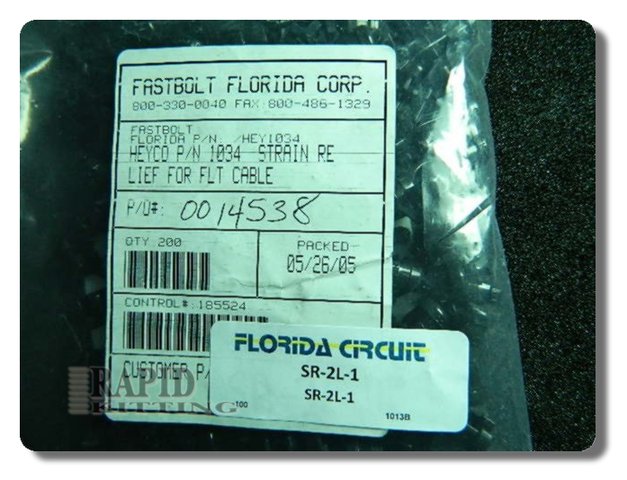 FASTBOLT FLORIDA CORP.
800-330-0040 FAX:800-486-1329
FASTBOLT
FLORIDA P/N: /HEY1034
HEYCO P/N 1034 STRAIN RE
LIEF FOR FLT CABLE
P/O#: 0014538
QTY 200
PACKED
05/26/05
CONTROL#:185524
CUSTOMER P/
FLORIDA CIRCUIT
SR-2L-1
SR-2L-1
-100
1013B
RAPID
KITTING